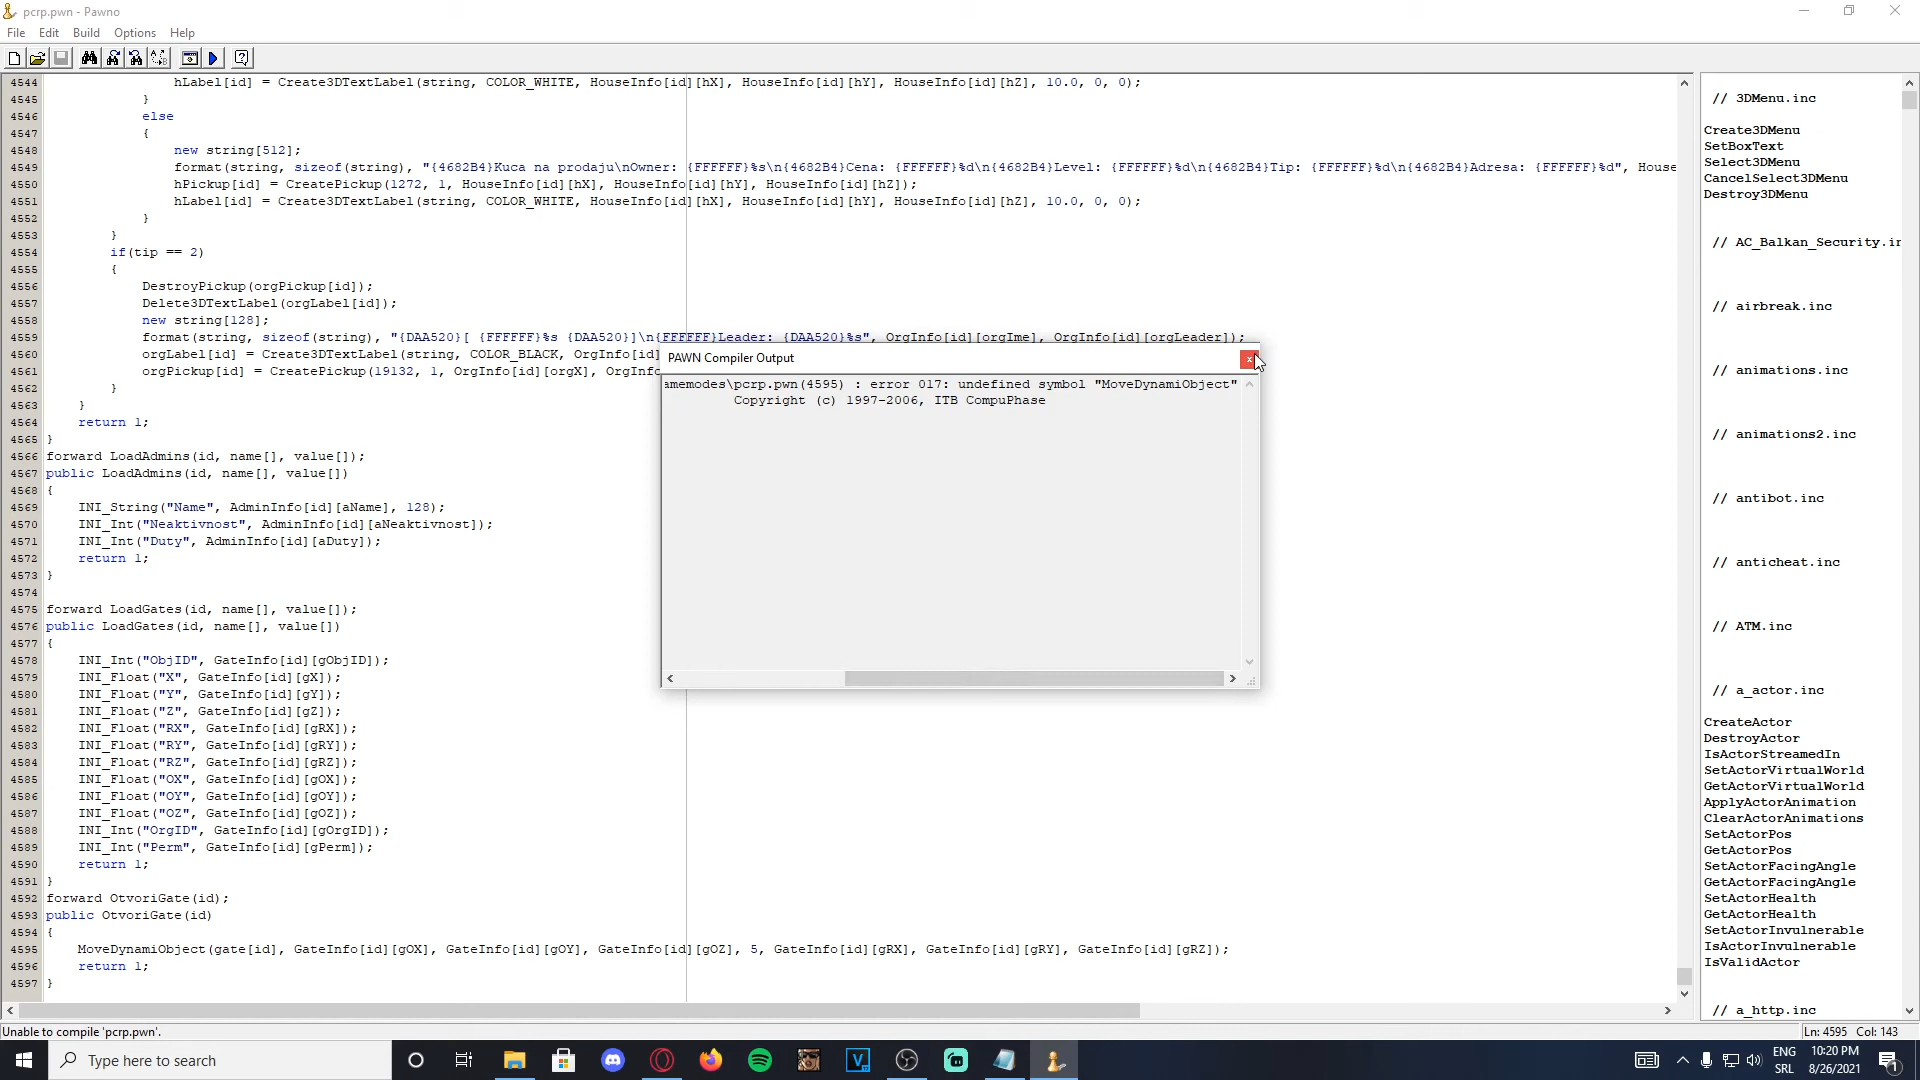 pcrp.pwn - Pawno
File Edit Build Options Help
4544 hLabel[id] = Create3DTextLabel(string, COLOR_WHITE, HouseInfo[id][hX], HouseInfo[id][hY], HouseInfo[id][hZ], 10.0, 0, 0);
4545 }
4546 else
4547 {
4548 new string[512];
4549 format(string, sizeof(string), "{4682B4}Kuca na prodaju\nOwner: {FFFFFF}%s\n{4682B4}Cena: {FFFFFF}%d\n{4682B4}Level: {FFFFFF}%d\n{4682B4}Tip: {FFFFFF}%d\n{4682B4}Adresa: {FFFFFF}%d", House
4550 hPickup[id] = CreatePickup(1272, 1, HouseInfo[id][hX], HouseInfo[id][hY], HouseInfo[id][hZ]);
4551 hLabel[id] = Create3DTextLabel(string, COLOR_WHITE, HouseInfo[id][hX], HouseInfo[id][hY], HouseInfo[id][hZ], 10.0, 0, 0);
4552 }
4553 }
4554 if(tip == 2)
4555 {
4556 DestroyPickup(orgPickup[id]);
4557 Delete3DTextLabel(orgLabel[id]);
4558 new string[128];
4559 format(string, sizeof(string), "{DAA520}[ {FFFFFF}%s {DAA520}]\n{FFFFFF}Leader: {DAA520}%s", OrgInfo[id][orgIme], OrgInfo[id][orgLeader]);
4560 orgLabel[id] = Create3DTextLabel(string, COLOR_BLACK, OrgInfo[id]
4561 orgPickup[id] = CreatePickup(19132, 1, OrgInfo[id][orgX], OrgInfo
4562 }
4563 }
4564 return 1;
4565 }
4566 forward LoadAdmins(id, name[], value[]);
4567 public LoadAdmins(id, name[], value[])
4568 {
4569 INI_String("Name", AdminInfo[id][aName], 128);
4570 INI_Int("Neaktivnost", AdminInfo[id][aNeaktivnost]);
4571 INI_Int("Duty", AdminInfo[id][aDuty]);
4572 return 1;
4573 }
4574
4575 forward LoadGates(id, name[], value[]);
4576 public LoadGates(id, name[], value[])
4577 {
4578 INI_Int("ObjID", GateInfo[id][gObjID]);
4579 INI_Float("X", GateInfo[id][gX]);
4580 INI_Float("Y", GateInfo[id][gY]);
4581 INI_Float("Z", GateInfo[id][gZ]);
4582 INI_Float("RX", GateInfo[id][gRX]);
4583 INI_Float("RY", GateInfo[id][gRY]);
4584 INI_Float("RZ", GateInfo[id][gRZ]);
4585 INI_Float("OX", GateInfo[id][gOX]);
4586 INI_Float("OY", GateInfo[id][gOY]);
4587 INI_Float("OZ", GateInfo[id][gOZ]);
4588 INI_Int("OrgID", GateInfo[id][gOrgID]);
4589 INI_Int("Perm", GateInfo[id][gPerm]);
4590 return 1;
4591 }
4592 forward OtvoriGate(id);
4593 public OtvoriGate(id)
4594 {
4595 MoveDynamiObject(gate[id], GateInfo[id][gOX], GateInfo[id][gOY], GateInfo[id][gOZ], 5, GateInfo[id][gRX], GateInfo[id][gRY], GateInfo[id][gRZ]);
4596 return 1;
4597 }
PAWN Compiler Output
amemodes\pcrp.pwn(4595) : error 017: undefined symbol "MoveDynamiObject"
Copyright (c) 1997-2006, ITB CompuPhase
// 3DMenu.inc
Create3DMenu
SetBoxText
Select3DMenu
CancelSelect3DMenu
Destroy3DMenu
// AC_Balkan_Security.in
// airbreak.inc
// animations.inc
// animations2.inc
// antibot.inc
// anticheat.inc
// ATM.inc
// a_actor.inc
CreateActor
DestroyActor
IsActorStreamedIn
SetActorVirtualWorld
GetActorVirtualWorld
ApplyActorAnimation
ClearActorAnimations
SetActorPos
GetActorPos
SetActorFacingAngle
GetActorFacingAngle
SetActorHealth
GetActorHealth
SetActorInvulnerable
IsActorInvulnerable
IsValidActor
// a_http.inc
Unable to compile 'pcrp.pwn'.
Ln: 4595 Col: 143
Type here to search
ENG
SRL
10:20 PM
8/26/2021
1